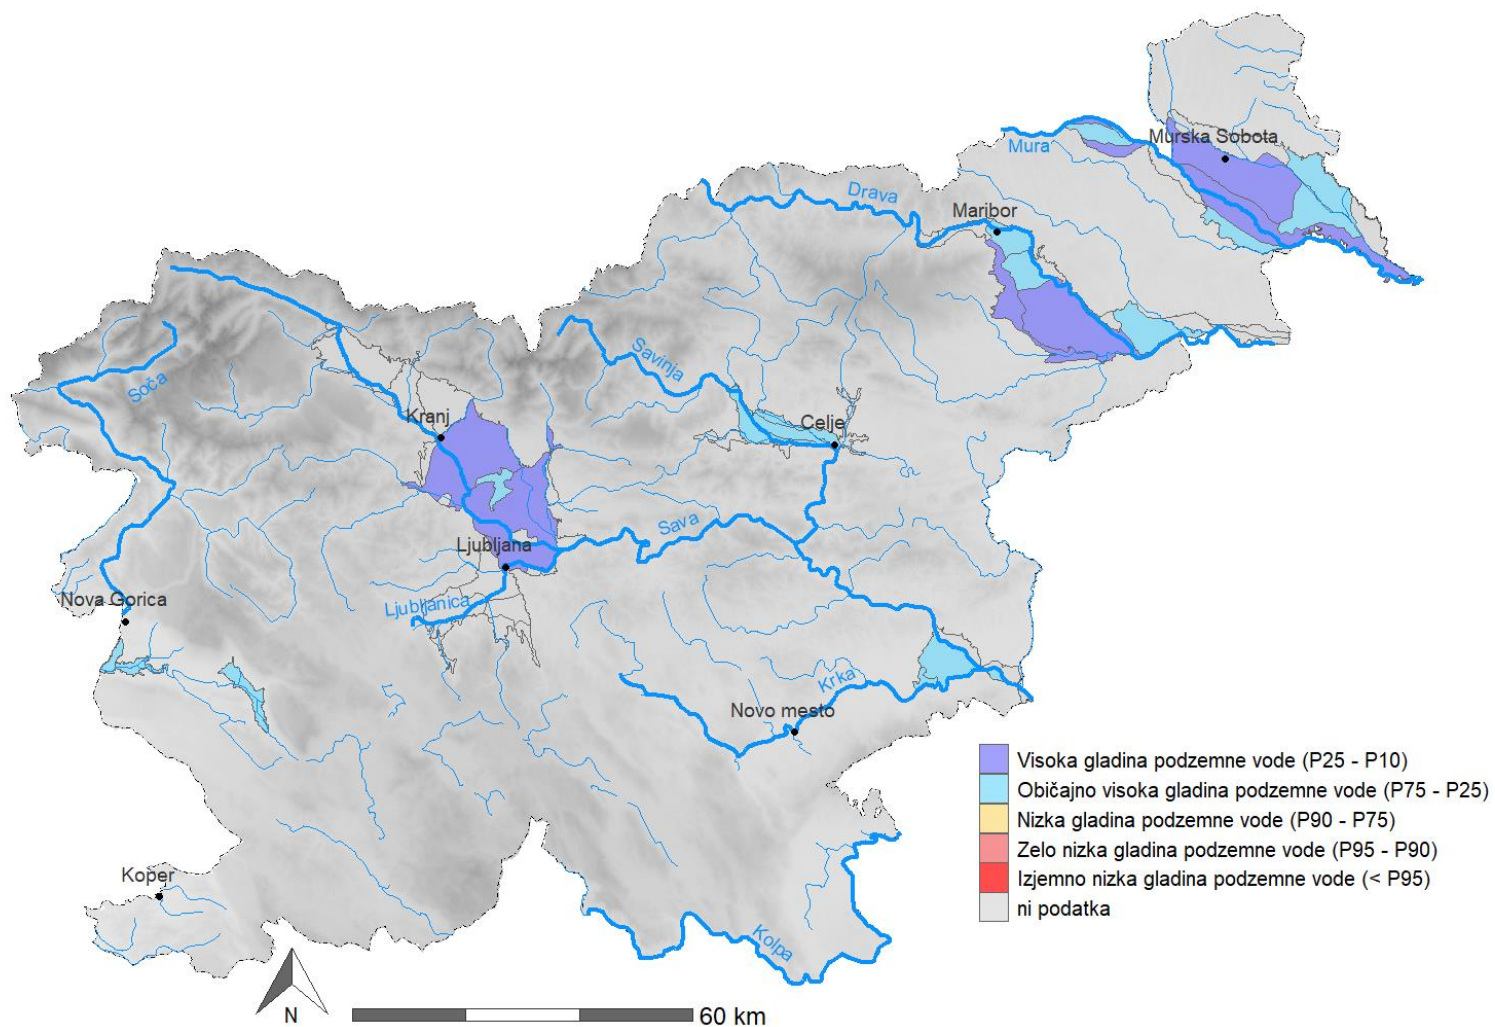 Mura
Murska Sobota
Drava
Maribor
Savinja
Soča
Kranj
Celje
Sava
Ljubljana
Ljubljanica
Nova Gorica
Krka
Novo mesto
Visoka gladina podzemne vode (P25 - P10)
Običajno visoka gladina podzemne vode (P75 - P25)
Nizka gladina podzemne vode (P90 - P75)
Zelo nizka gladina podzemne vode (P95 - P90)
Izjemno nizka gladina podzemne vode (< P95)
ni podatka
Koper
Kolpa
N
60 km